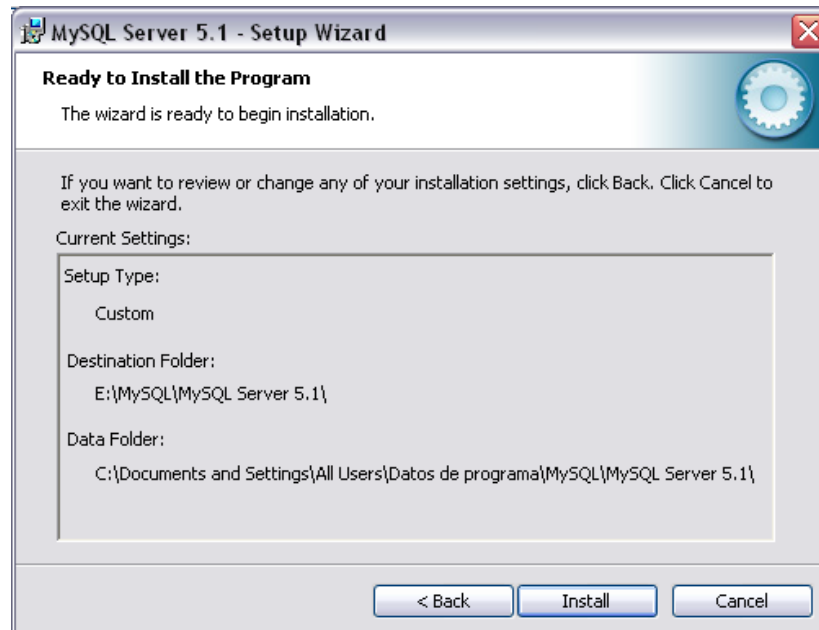 MySQL Server 5.1 - Setup Wizard
Ready to Install the Program
The wizard is ready to begin installation.
If you want to review or change any of your installation settings, click Back. Click Cancel to
exit the wizard.
Current Settings:
Setup Type:
Custom
Destination Folder:
E:\MySQL\MySQL Server 5.1\
Data Folder:
C:\Documents and Settings\All Users\Datos de programa\MySQL\MySQL Server 5.1\
< Back Install Cancel